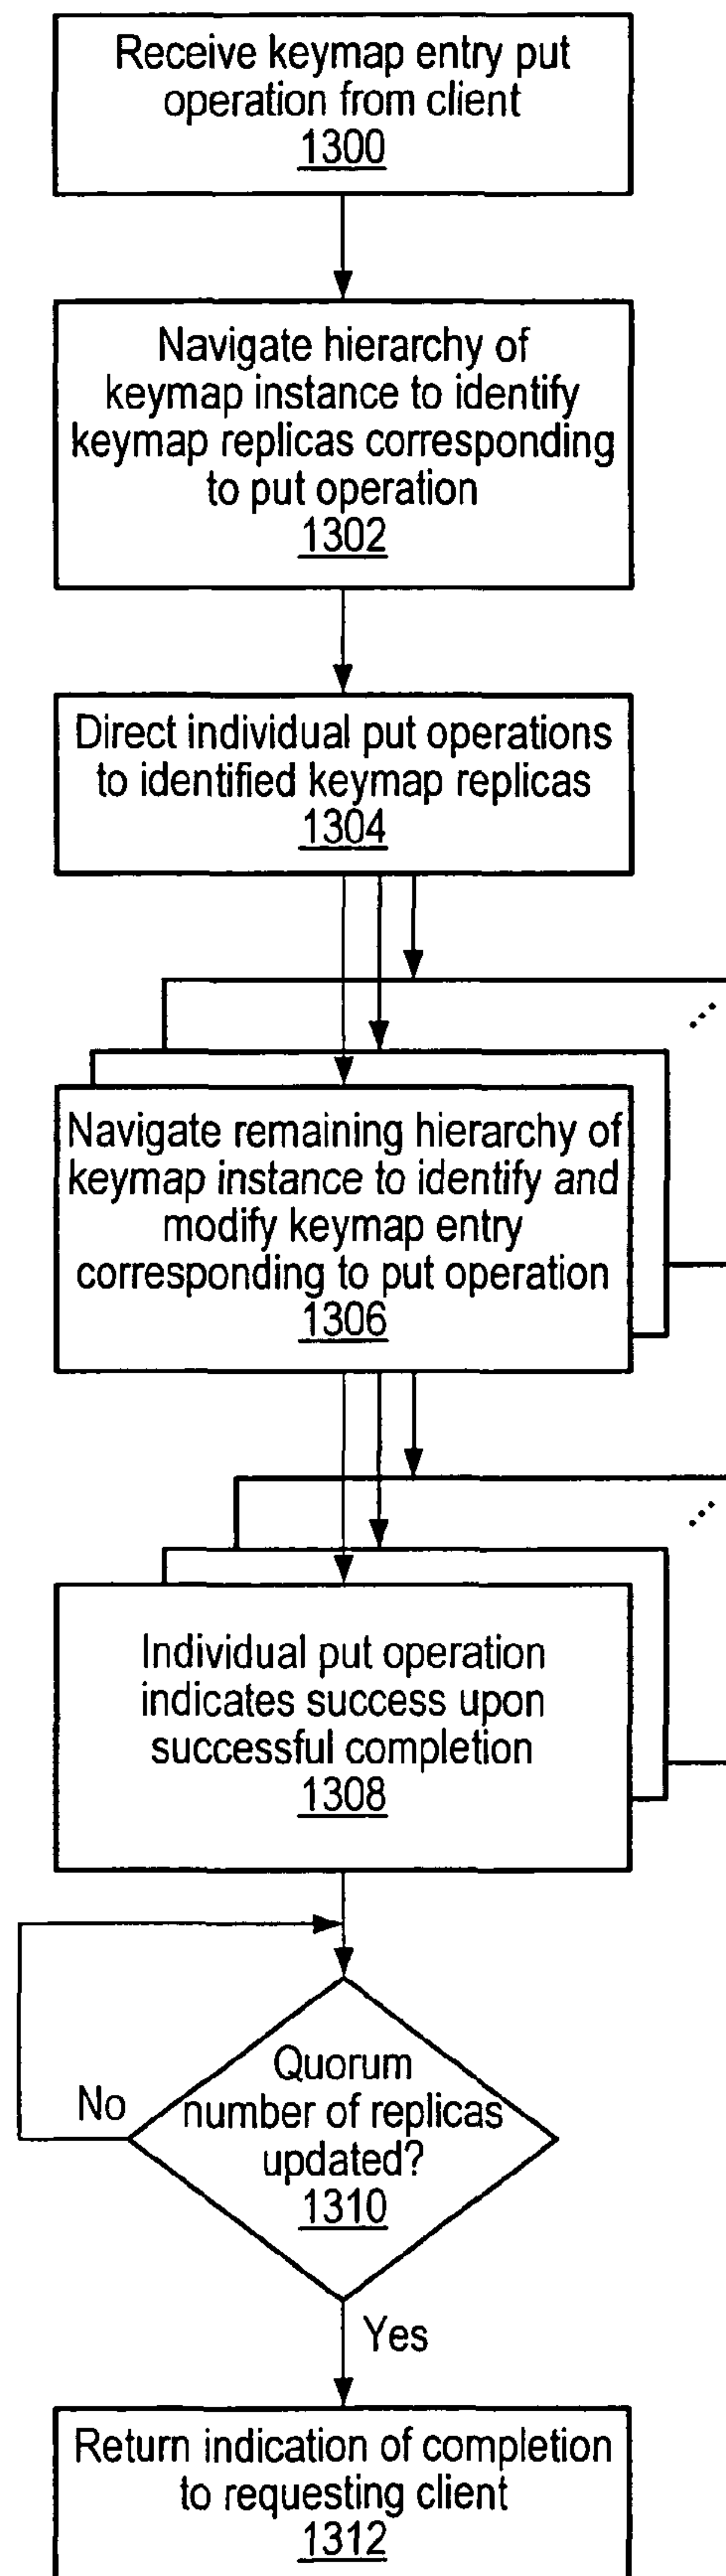 Receive keymap entry put
operation from client
1300
Navigate hierarchy of
keymap instance to identify
keymap replicas corresponding
to put operation
1302
Direct individual put operations
to identified keymap replicas
1304
Navigate remaining hierarchy of
keymap instance to identify and
modify keymap entry
corresponding to put operation
1306
Individual put operation
indicates success upon
successful completion
1308
Quorum
No
number of replicas
updated?
1310
Yes
Return indication of completion
to requesting client
1312